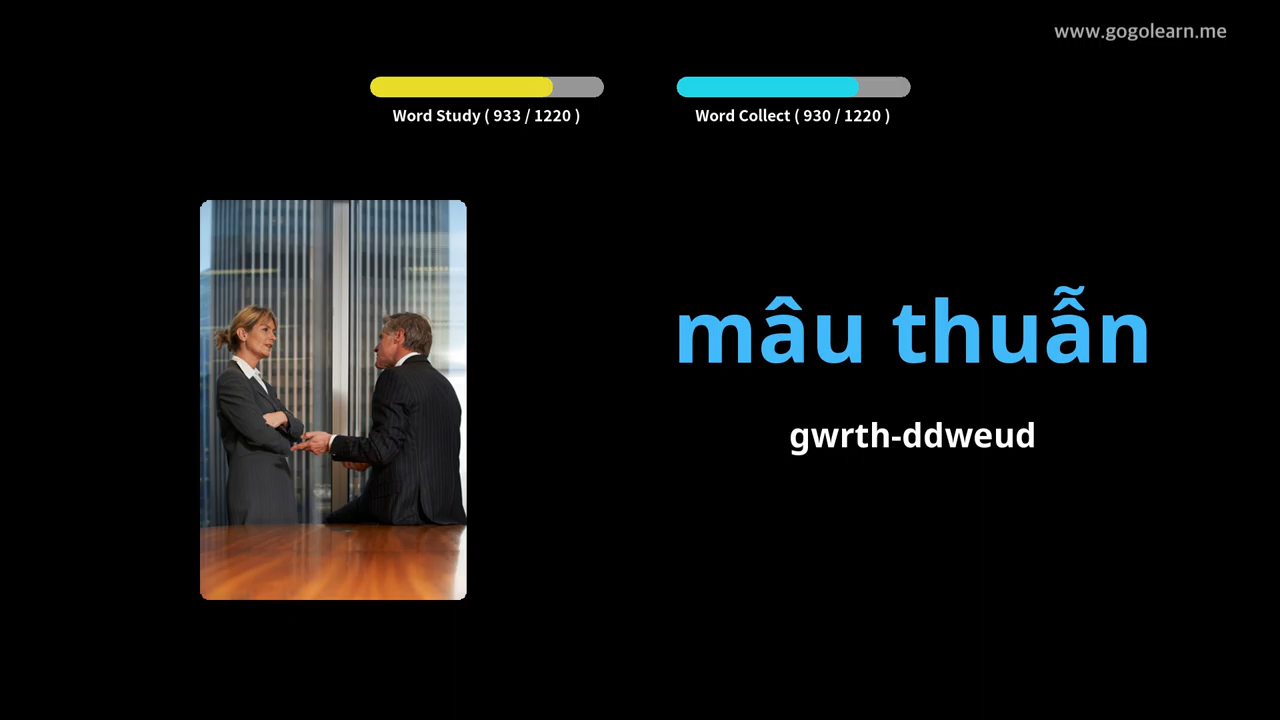 www.gogolearn.me
Word Study ( 933 / 1220 )
Word Collect ( 930 / 1220 )
mâu thuẫn
gwrth-ddweud